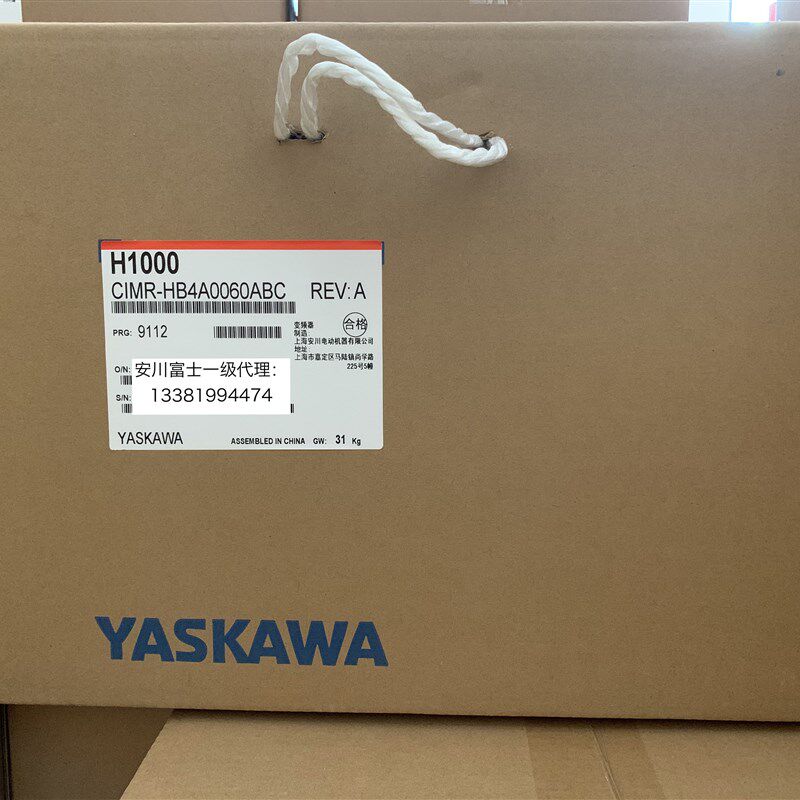 H1000
CIMR-HB4A0060ABC REV: A
PRG: 9112
变频器
制造:
合格
上海安川电动机器有限公司
地址:
上海市嘉定区马陆镇尚学路
225号5幢
O/N:
安川富士一级代理：
13381994474
S/N:
YASKAWA
ASSEMBLED IN CHINA GW: 31 Kg
YASKAWA